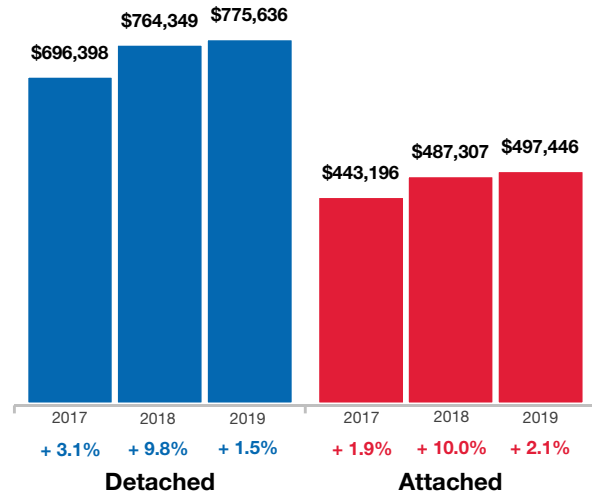 $696,398
$764,349
$775,636
$443,196
$487,307
$497,446
2017 2018 2019 2017 2018 2019
+ 3.1% + 9.8% + 1.5% + 1.9% + 10.0% + 2.1%
Detached Attached